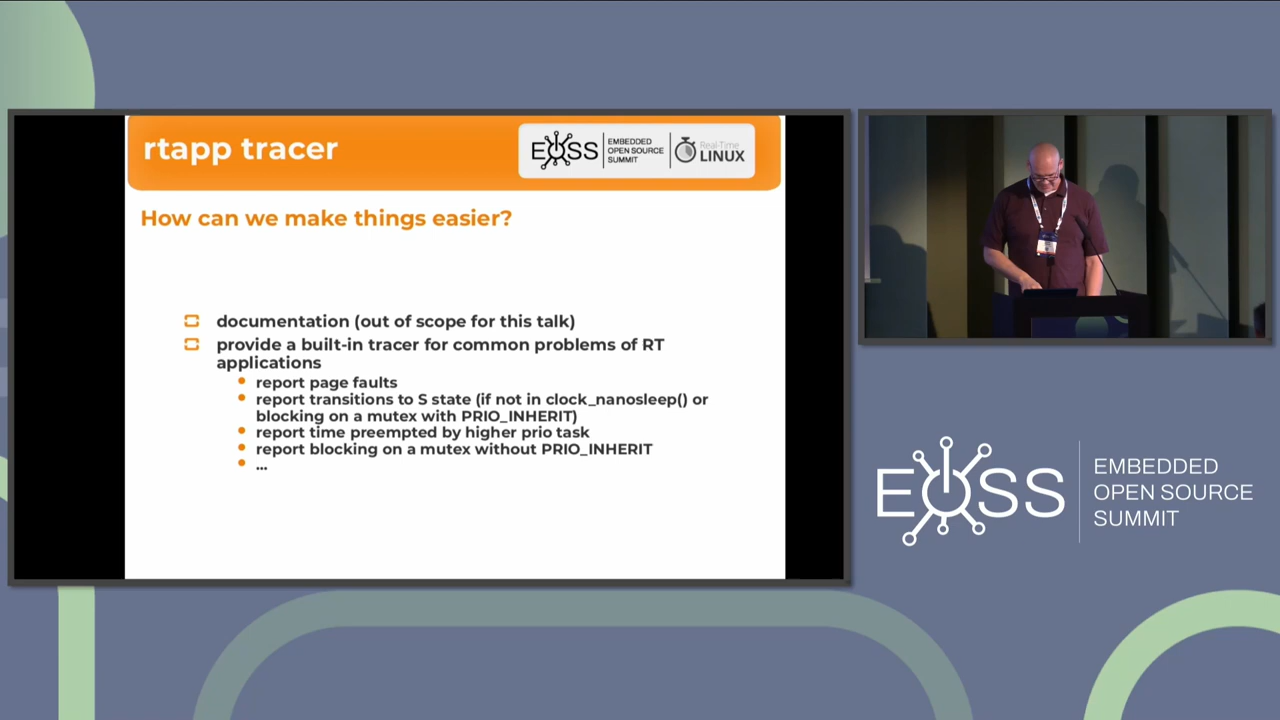 rtapp tracer
EOSS
EMBEDDED
OPEN SOURCE
SUMMIT
Real-Time
LINUX
How can we make things easier?
documentation (out of scope for this talk)
provide a built-in tracer for common problems of RT
applications
report page faults
report transitions to S state (if not in clock_nanosleep() or
blocking on a mutex with PRIO_INHERIT)
report time preempted by higher prio task
report blocking on a mutex without PRIO_INHERIT
...
EOSS
EMBEDDED
OPEN SOURCE
SUMMIT